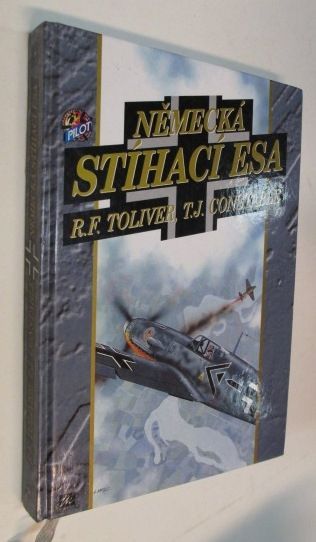 PILOT
NĚMECKÁ
STÍHACÍ ESA
R.F. TOLIVER, T.J. CONSTABLE